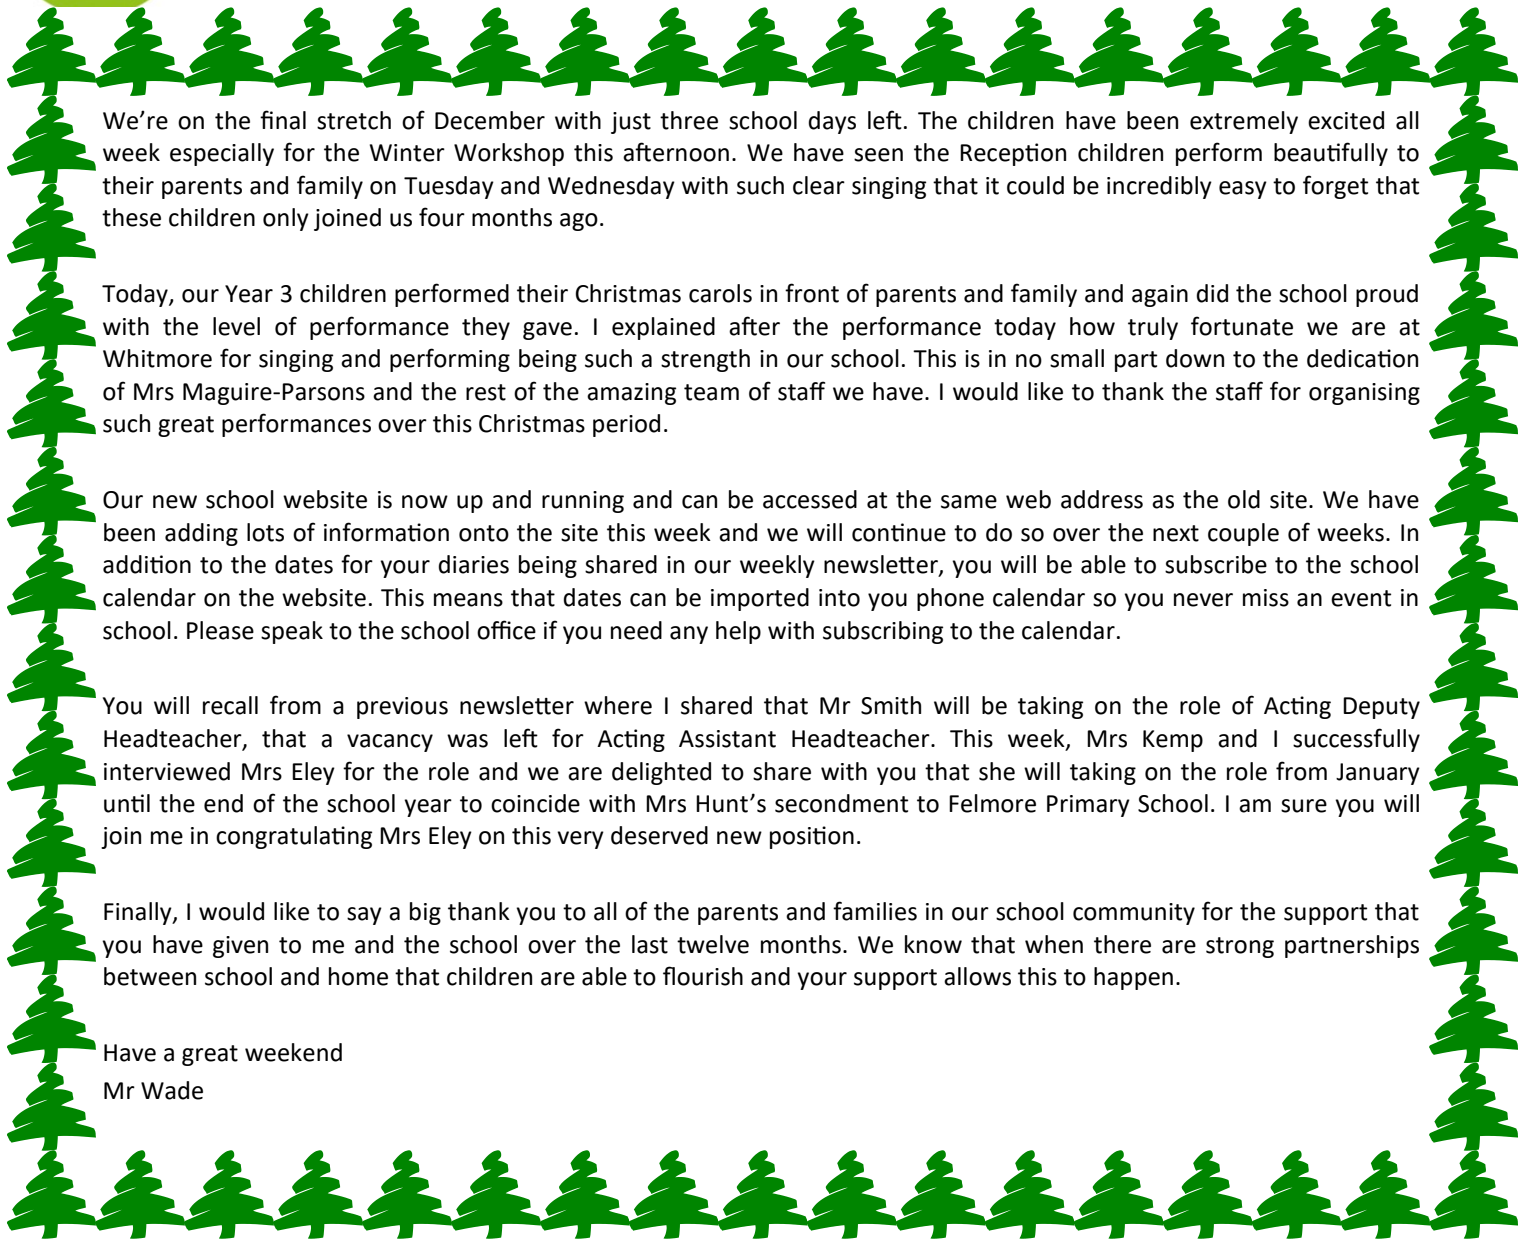 We’re on the final stretch of December with just three school days left. The children have been extremely excited all
week especially for the Winter Workshop this afternoon. We have seen the Reception children perform beautifully to
their parents and family on Tuesday and Wednesday with such clear singing that it could be incredibly easy to forget that
these children only joined us four months ago.
Today, our Year 3 children performed their Christmas carols in front of parents and family and again did the school proud
with the level of performance they gave. I explained after the performance today how truly fortunate we are at
Whitmore for singing and performing being such a strength in our school. This is in no small part down to the dedication
of Mrs Maguire-Parsons and the rest of the amazing team of staff we have. I would like to thank the staff for organising
such great performances over this Christmas period.
Our new school website is now up and running and can be accessed at the same web address as the old site. We have
been adding lots of information onto the site this week and we will continue to do so over the next couple of weeks. In
addition to the dates for your diaries being shared in our weekly newsletter, you will be able to subscribe to the school
calendar on the website. This means that dates can be imported into you phone calendar so you never miss an event in
school. Please speak to the school office if you need any help with subscribing to the calendar.
You will recall from a previous newsletter where I shared that Mr Smith will be taking on the role of Acting Deputy
Headteacher, that a vacancy was left for Acting Assistant Headteacher. This week, Mrs Kemp and I successfully
interviewed Mrs Eley for the role and we are delighted to share with you that she will taking on the role from January
until the end of the school year to coincide with Mrs Hunt’s secondment to Felmore Primary School. I am sure you will
join me in congratulating Mrs Eley on this very deserved new position.
Finally, I would like to say a big thank you to all of the parents and families in our school community for the support that
you have given to me and the school over the last twelve months. We know that when there are strong partnerships
between school and home that children are able to flourish and your support allows this to happen.
Have a great weekend
Mr Wade